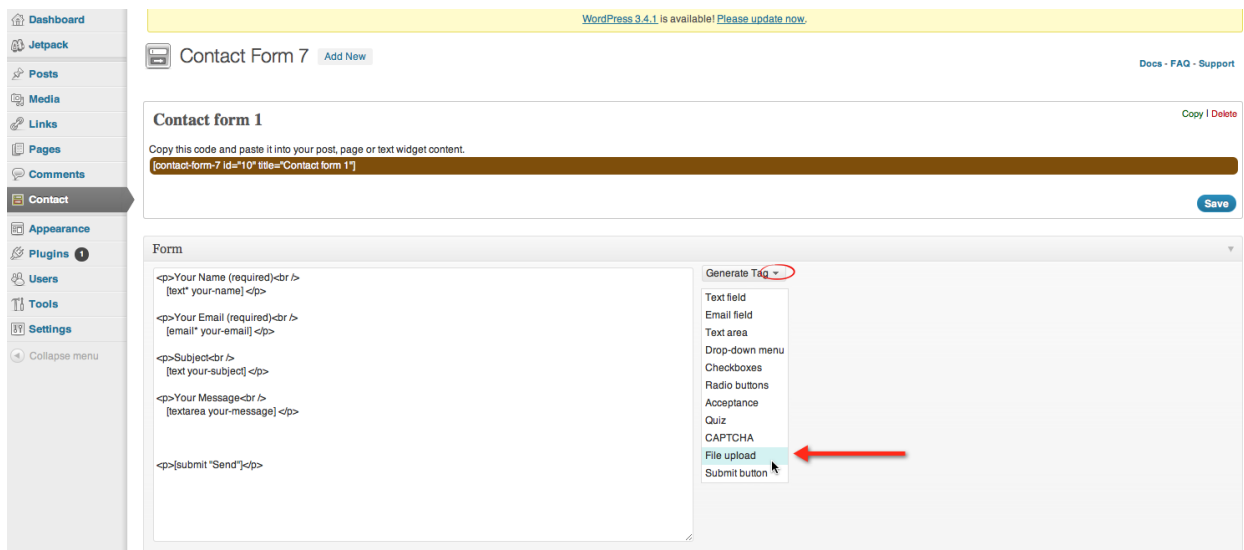 WordPress 3.4.1 is available! Please update now.
Dashboard
Jetpack
Posts
Media
Links
Pages
Comments
Contact
Appearance
Plugins 1
Users
Tools
Settings
Collapse menu
Contact Form 7 Add New
Docs - FAQ - Support
Contact form 1
Copy | Delete
Copy this code and paste it into your post, page or text widget content.
[contact-form-7 id="10" title="Contact form 1"]
Save
Form
<p>Your Name (required)<br />
[text* your-name] </p>
<p>Your Email (required)<br />
[email* your-email] </p>
<p>Subject<br />
[text your-subject] </p>
<p>Your Message<br />
[textarea your-message] </p>
<p>[submit "Send"]</p>
Generate Tag
Text field
Email field
Text area
Drop-down menu
Checkboxes
Radio buttons
Acceptance
Quiz
CAPTCHA
File upload
Submit button